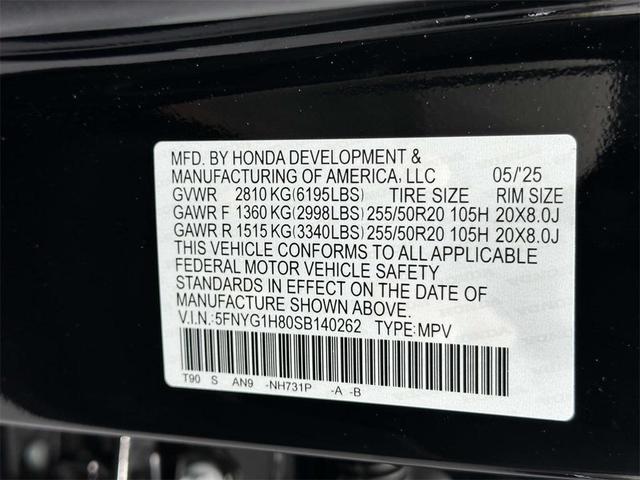 MFD. BY HONDA DEVELOPMENT &
MANUFACTURING OF AMERICA, LLC 05/'25
GVWR 2810 KG(6195LBS) TIRE SIZE RIM SIZE
GAWR F 1360 KG(2998LBS) 255/50R20 105H 20X8.0J
GAWR R 1515 KG(3340LBS) 255/50R20 105H 20X8.0J
THIS VEHICLE CONFORMS TO ALL APPLICABLE
FEDERAL MOTOR VEHICLE SAFETY
STANDARDS IN EFFECT ON THE DATE OF
MANUFACTURE SHOWN ABOVE.
V.I.N.:5FNYG1H80SB140262 TYPE:MPV
T90 S AN9 -NH731P -A -B